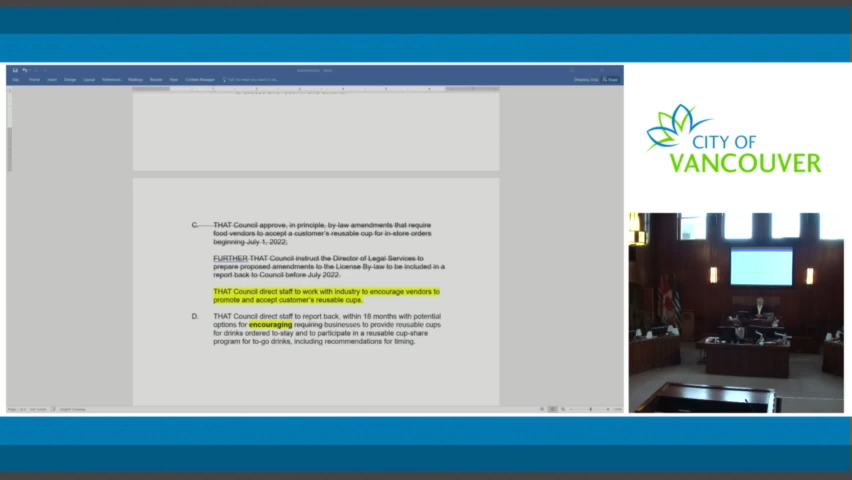 CITY OF
VANCOUVER
C. THAT Council approve, in principle, by-law amendments that require
food vendors to accept a customer's reusable cup for in-store orders
beginning July 1, 2022;
FURTHER THAT Council instruct the Director of Legal Services to
prepare proposed amendments to the License By-law to be included in a
report back to Council before July 2022.
THAT Council direct staff to work with industry to encourage vendors to
promote and accept customer's reusable cups.
D. THAT Council direct staff to report back, within 18 months with potential
options for encouraging requiring businesses to provide reusable cups
for drinks ordered to-stay and to participate in a reusable cup-share
program for to-go drinks, including recommendations for timing.